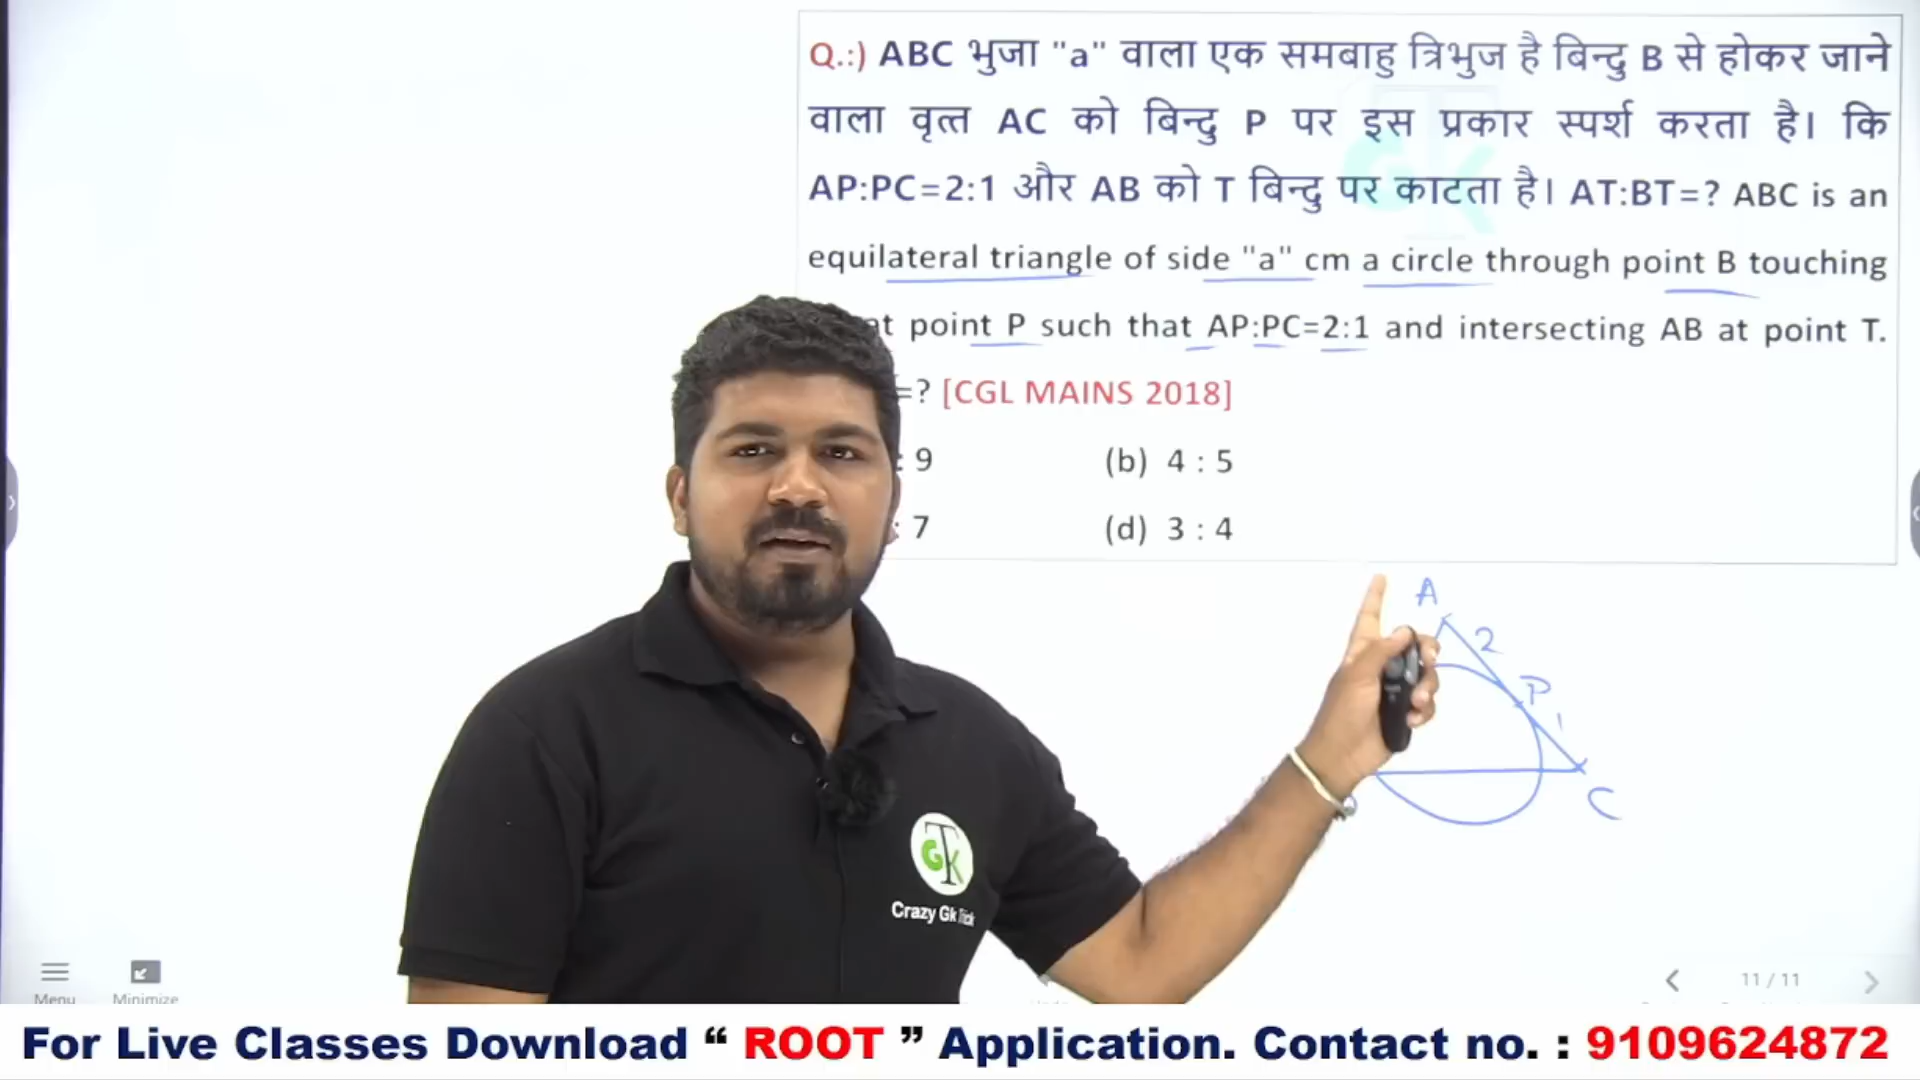 Q.:) ABC भुजा "a" वाला एक समबाहु त्रिभुज है बिन्दु B से होकर जाने
वाला वृत्त AC को बिन्दु P पर इस प्रकार स्पर्श करता है। कि
AP:PC=2:1 और AB को T बिन्दु पर काटता है। AT:BT=? ABC is an
equilateral triangle of side "a" cm a circle through point B touching
at point P such that AP:PC=2:1 and intersecting AB at point T.
=? [CGL MAINS 2018]
: 9 (b) 4 : 5
: 7 (d) 3 : 4
A
2
P
1
C
GTK
Crazy Gk
Menu Minimize
11 / 11
For Live Classes Download “ ROOT ” Application. Contact no. : 9109624872